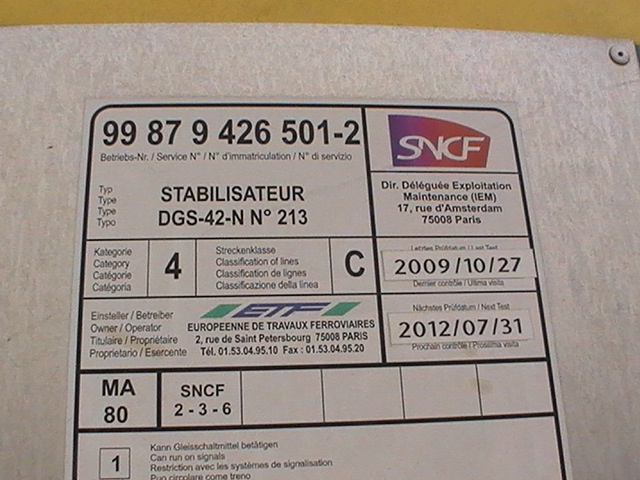 99 87 9 426 501-2
Betriebs-Nr. / Service N° / N° d'immatriculation / N° di servizio
SNCF
Typ
Type
Type
Typo
STABILISATEUR
DGS-42-N N° 213
Dir. Déléguée Exploitation
Maintenance (IEM)
17, rue d'Amsterdam
75008 Paris
Kategorie
Category
Catégorie
Catégoria
4
Streckenklasse
Classification of lines
Classification de lignes
Classificazione della linea
C
Letztes Prüfdatum / Last Test
2009/10/27
Dernier contrôle / Ultima visita
Einsteller / Betreiber
Owner / Operator
Titulaire / Propriétaire
Proprietario / Esercente
ETF
EUROPEENNE DE TRAVAUX FERROVIAIRES
2, rue de Saint Petersbourg 75008 PARIS
Tél. 01.53.04.95.10 Fax : 01.53.04.95.20
Nächstes Prüfdatum / Next Test
2012/07/31
Prochain contrôle / Prossima visita
MA
80
SNCF
2 - 3 - 6
1
Kann Gleisschaltmittel betätigen
Can run on signals
Restriction avec les systèmes de signalisation
Puo circolare come treno